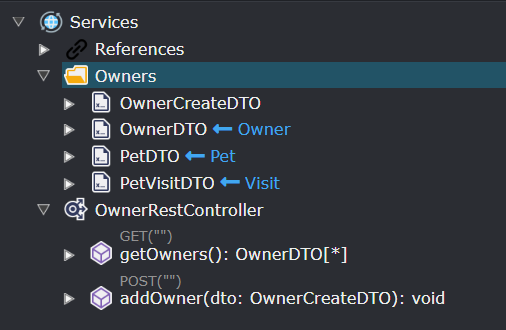 Services
References
Owners
OwnerCreateDTO
OwnerDTO ← Owner
PetDTO ← Pet
PetVisitDTO ← Visit
OwnerRestController
GET("")
getOwners(): OwnerDTO[*]
POST("")
addOwner(dto: OwnerCreateDTO): void